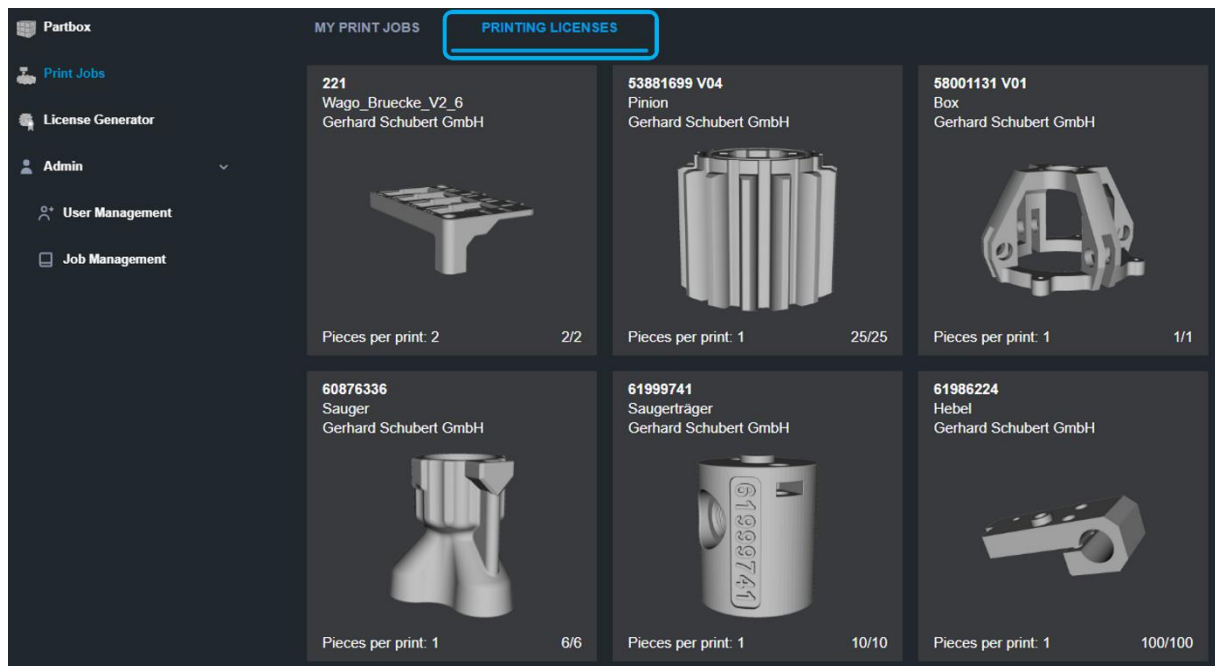 Partbox
Print Jobs
License Generator
Admin
User Management
Job Management
MY PRINT JOBS
PRINTING LICENSES
221
Wago_Bruecke_V2_6
Gerhard Schubert GmbH
Pieces per print: 2
2/2
53881699 V04
Pinion
Gerhard Schubert GmbH
Pieces per print: 1
25/25
58001131 V01
Box
Gerhard Schubert GmbH
Pieces per print: 1
1/1
60876336
Sauger
Gerhard Schubert GmbH
Pieces per print: 1
6/6
61999741
Saugerträger
Gerhard Schubert GmbH
61999741
Pieces per print: 1
10/10
61986224
Hebel
Gerhard Schubert GmbH
Pieces per print: 1
100/100